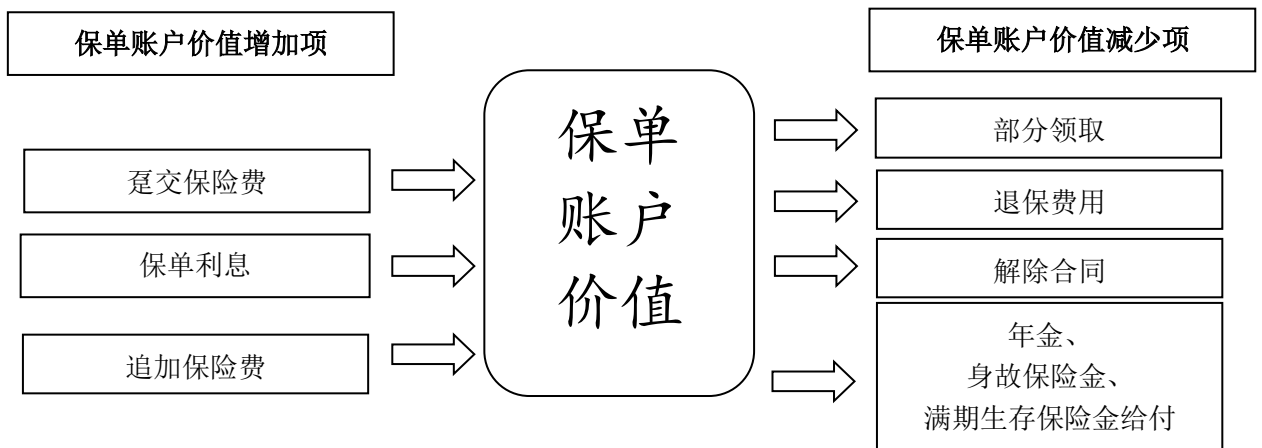 保单账户价值增加项
趸交保险费
保单利息
追加保险费
保单
账户
价值
保单账户价值减少项
部分领取
退保费用
解除合同
年金、
身故保险金、
满期生存保险金给付